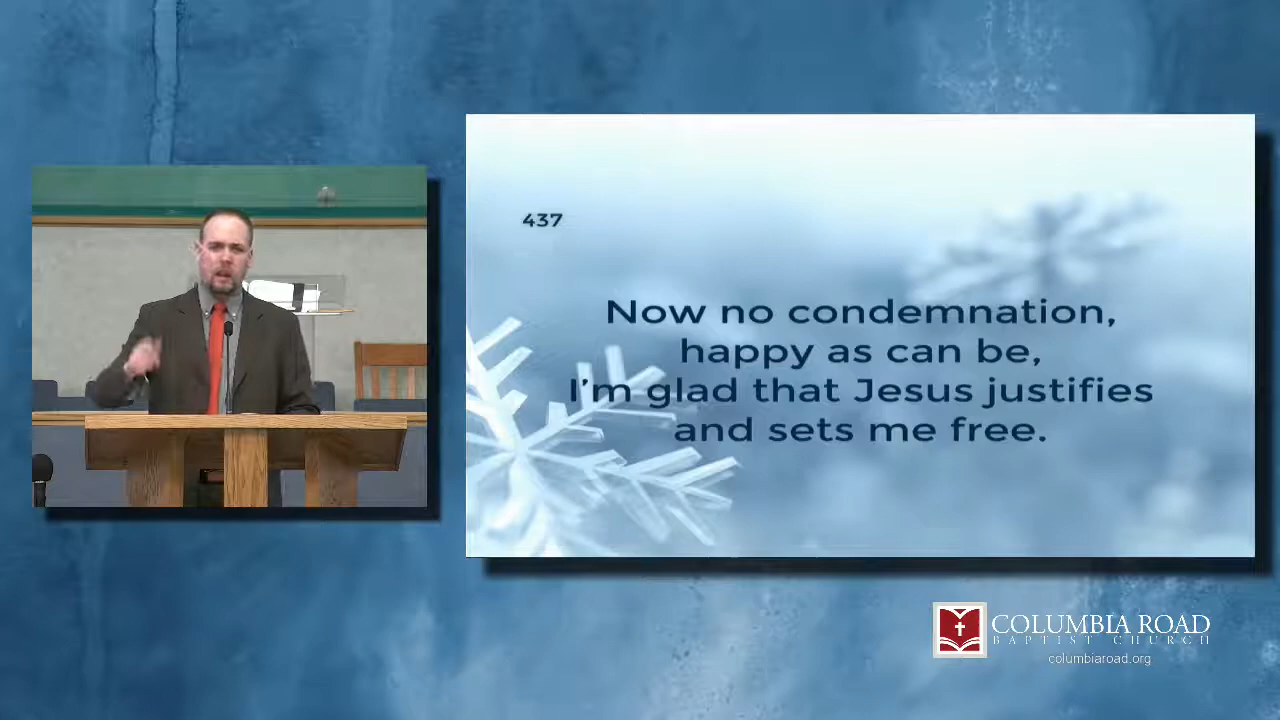 437
Now no condemnation,
happy as can be,
I'm glad that Jesus justifies
and sets me free.
COLUMBIA ROAD
BAPTIST CHURCH
columbiaroad.org